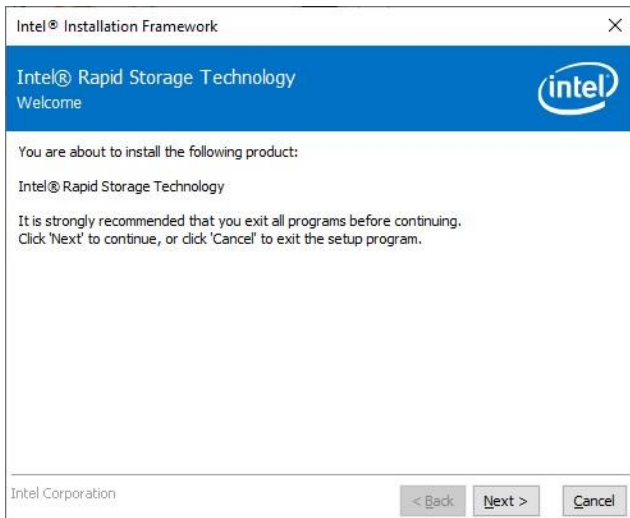 Intel® Installation Framework
Intel® Rapid Storage Technology
Welcome
intel
You are about to install the following product:
Intel® Rapid Storage Technology
It is strongly recommended that you exit all programs before continuing.
Click 'Next' to continue, or click 'Cancel' to exit the setup program.
Intel Corporation
< Back Next > Cancel